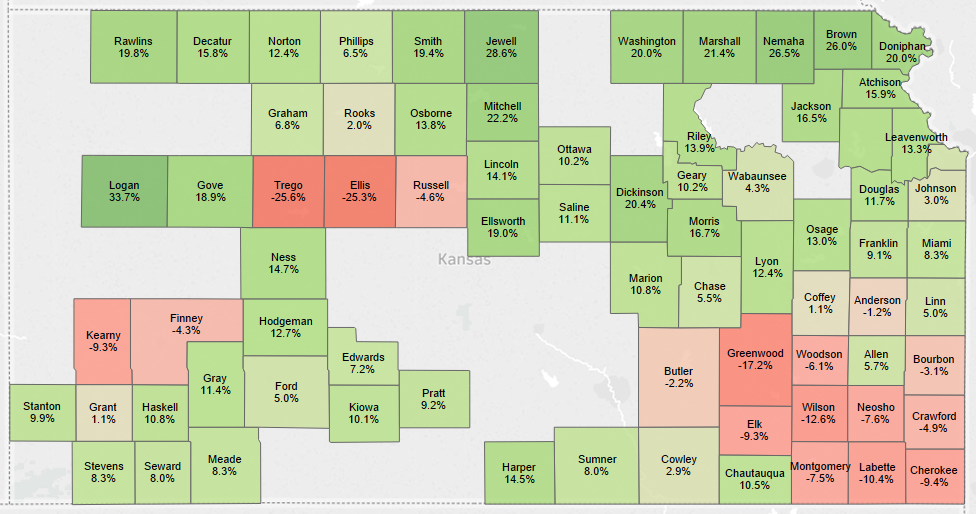 Rawlins
19.8%
Decatur
15.8%
Norton
12.4%
Phillips
6.5%
Smith
19.4%
Jewell
28.6%
Washington
20.0%
Marshall
21.4%
Nemaha
26.5%
Brown
26.0%
Doniphan
20.0%
Atchison
15.9%
Graham
6.8%
Rooks
2.0%
Osborne
13.8%
Mitchell
22.2%
Jackson
16.5%
Riley
13.9%
Leavenworth
13.3%
Ottawa
10.2%
Lincoln
14.1%
Logan
33.7%
Gove
18.9%
Trego
-25.6%
Ellis
-25.3%
Russell
-4.6%
Dickinson
20.4%
Geary
10.2%
Wabaunsee
4.3%
Douglas
11.7%
Johnson
3.0%
Saline
11.1%
Ellsworth
19.0%
Morris
16.7%
Osage
13.0%
Franklin
9.1%
Miami
8.3%
Kansas
Ness
14.7%
Lyon
12.4%
Marion
10.8%
Chase
5.5%
Coffey
1.1%
Anderson
-1.2%
Linn
5.0%
Kearny
-9.3%
Finney
-4.3%
Hodgeman
12.7%
Edwards
7.2%
Greenwood
-17.2%
Woodson
-6.1%
Allen
5.7%
Bourbon
-3.1%
Butler
-2.2%
Gray
11.4%
Ford
5.0%
Pratt
9.2%
Stanton
9.9%
Grant
1.1%
Haskell
10.8%
Kiowa
10.1%
Wilson
-12.6%
Neosho
-7.6%
Crawford
-4.9%
Elk
-9.3%
Stevens
8.3%
Seward
8.0%
Meade
8.3%
Harper
14.5%
Sumner
8.0%
Cowley
2.9%
Chautauqua
10.5%
Montgomery
-7.5%
Labette
-10.4%
Cherokee
-9.4%